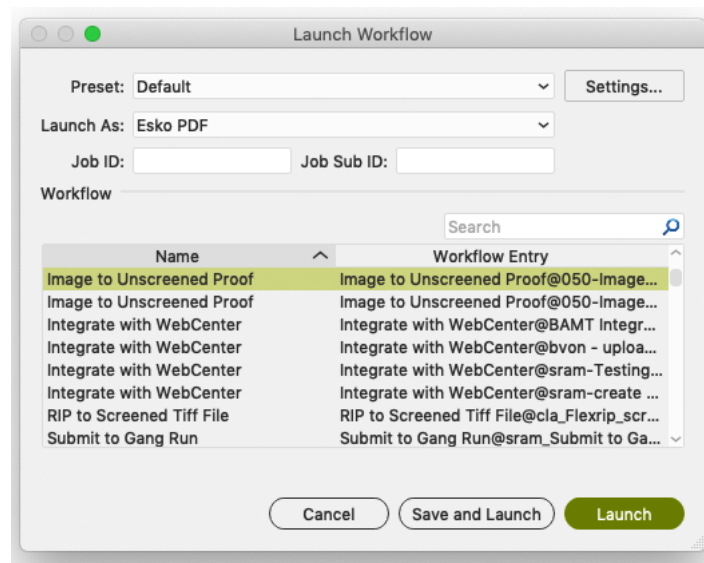 Launch Workflow
Preset: Default Settings...
Launch As: Esko PDF
Job ID: Job Sub ID:
Workflow
Search
Name Workflow Entry
Image to Unscreened Proof Image to Unscreened Proof@050-Image...
Image to Unscreened Proof Image to Unscreened Proof@050-Image...
Integrate with WebCenter Integrate with WebCenter@BAMT Integr...
Integrate with WebCenter Integrate with WebCenter@bvon - uploa...
Integrate with WebCenter Integrate with WebCenter@sram-Testing...
Integrate with WebCenter Integrate with WebCenter@sram-create ...
RIP to Screened Tiff File RIP to Screened Tiff File@cla_Flexrip_scr...
Submit to Gang Run Submit to Gang Run@sram_Submit to Ga...
Cancel Save and Launch Launch